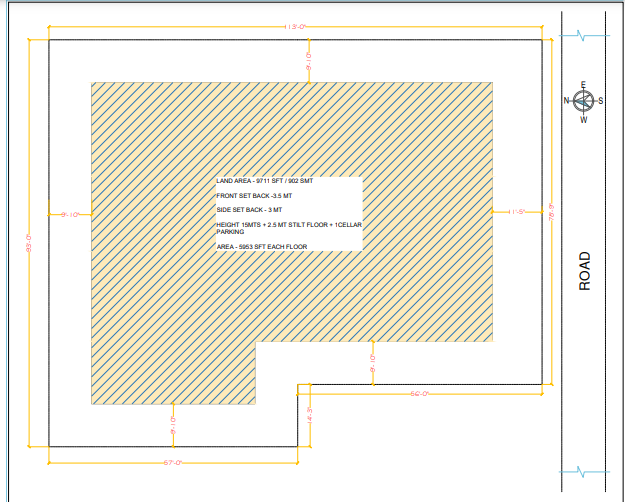 113'-0"
9'-10"
E
N
S
W
LAND AREA - 9711 SFT / 902 SMT
FRONT SET BACK -3.5 MT
SIDE SET BACK - 3 MT
HEIGHT 15MTS + 2.5 MT STILT FLOOR + 1CELLAR
PARKING
AREA - 5953 SFT EACH FLOOR
9'-10"
11'-5"
78'-9"
93'-0"
ROAD
9'-10"
56'-0"
9'-10"
14'-3"
57'-0"